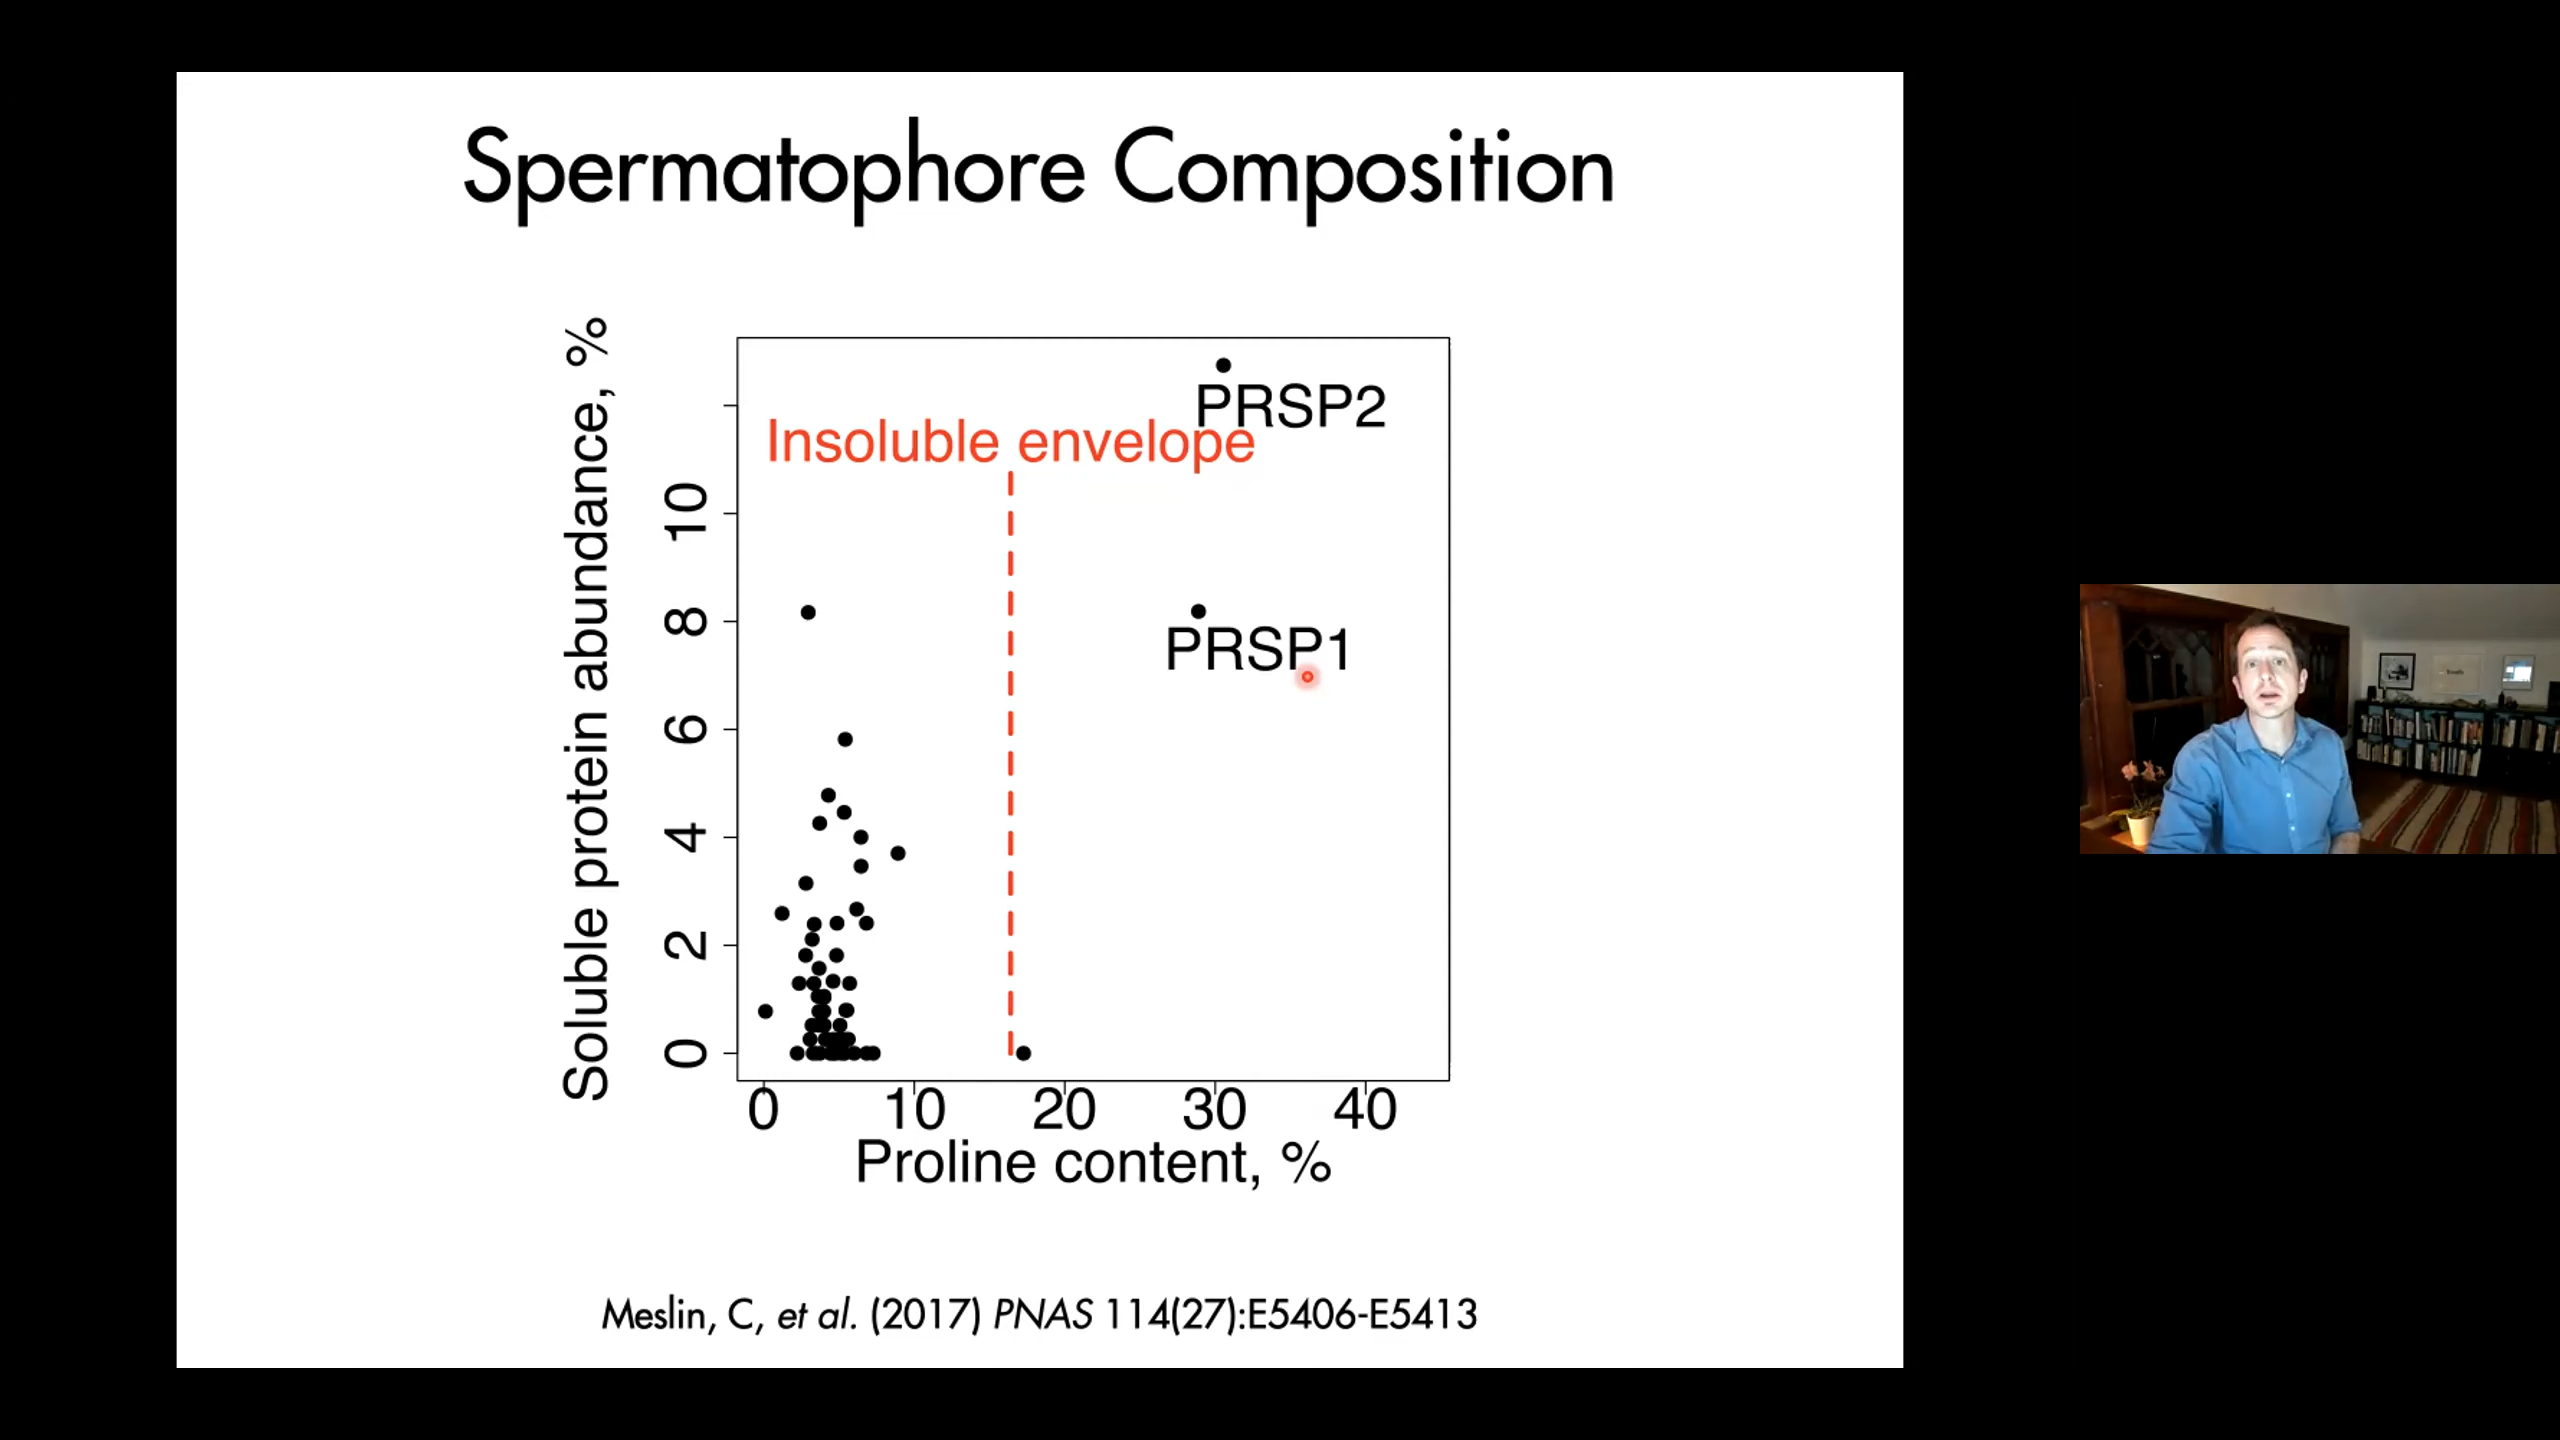 Spermatophore Composition
Soluble protein abundance, %
PRSP2
Insoluble envelope
10
PRSP1
8
6
4
2
0
0 10 20 30 40
Proline content, %
Meslin, C, et al. (2017) PNAS 114(27):E5406-E5413